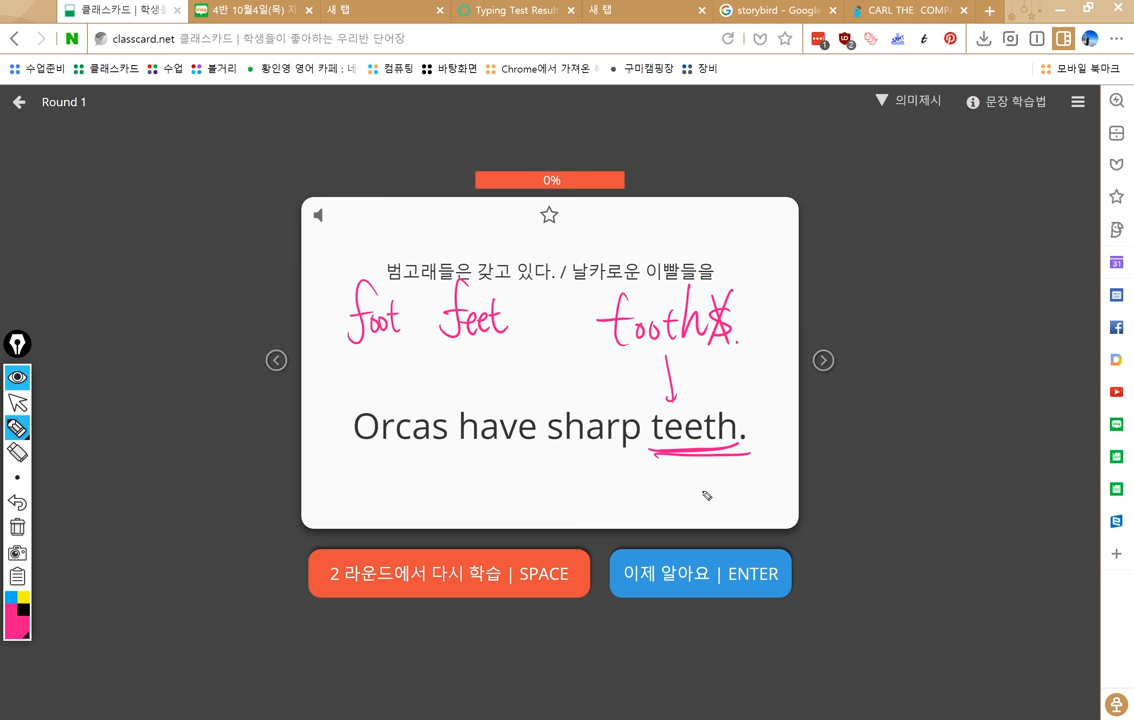 클래스카드 | 학생들
4반 10월4일(목) 지
새 탭
Typing Test Result
새 탭
storybird - Google
CARL THE COMPA
classcard.net 클래스카드 | 학생들이 좋아하는 우리반 단어장
수업준비 클래스카드 수업 볼거리 황인영 영어 카페 : 네 컴퓨팅 바탕화면 Chrome에서 가져온 구미캠핑장 장비 모바일 북마크
Round 1
의미제시
문장 학습법
0%
범고래들은 갖고 있다. / 날카로운 이빨들을
foot feet tooths.
Orcas have sharp teeth.
2 라운드에서 다시 학습 | SPACE
이제 알아요 | ENTER